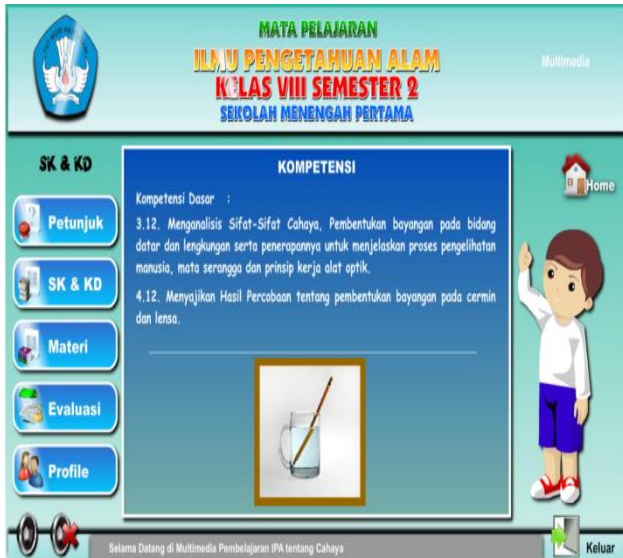 MATA PELAJARAN
ILMU PENGETAHUAN ALAM
KELAS VIII SEMESTER 2
SEKOLAH MENENGAH PERTAMA
Multimedia
SK & KD
Petunjuk
SK & KD
Materi
Evaluasi
Profile
KOMPETENSI
Kompetensi Dasar :
3.12. Menganalisis Sifat-Sifat Cahaya, Pembentukan bayangan pada bidang
datar dan lengkungan serta penerapannya untuk menjelaskan proses pengelihatan
manusia, mata serangga dan prinsip kerja alat optik.
4.12. Menyajikan Hasil Percobaan tentang pembentukan bayangan pada cermin
dan lensa.
Home
Selama Datang di Multimedia Pembelajaran IPA tentang Cahaya
Keluar